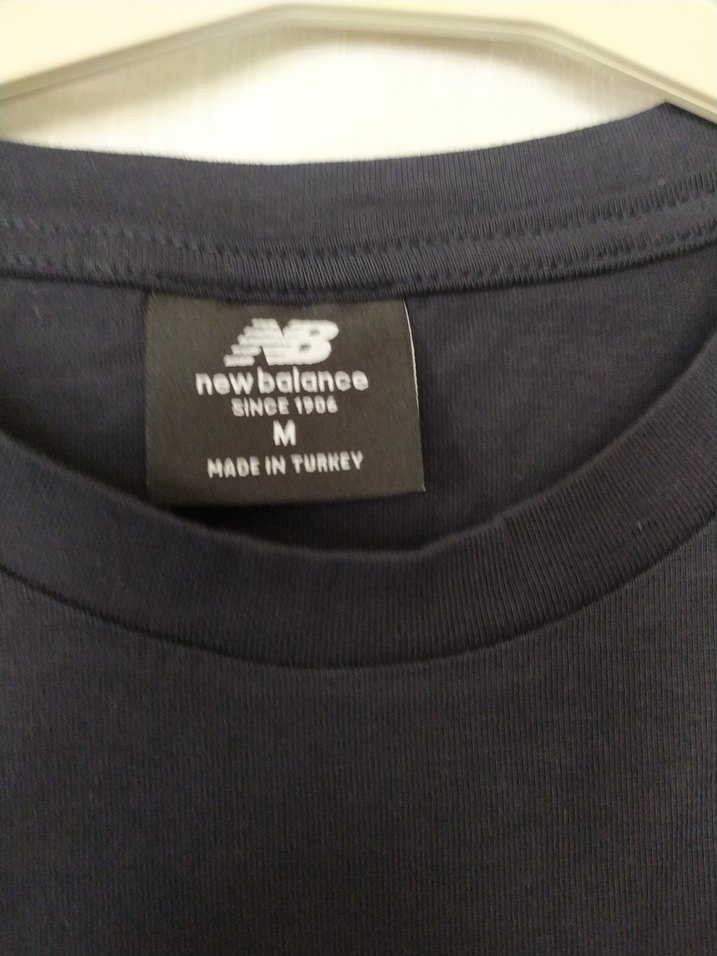 NB
new balance
SINCE 1906
M
MADE IN TURKEY